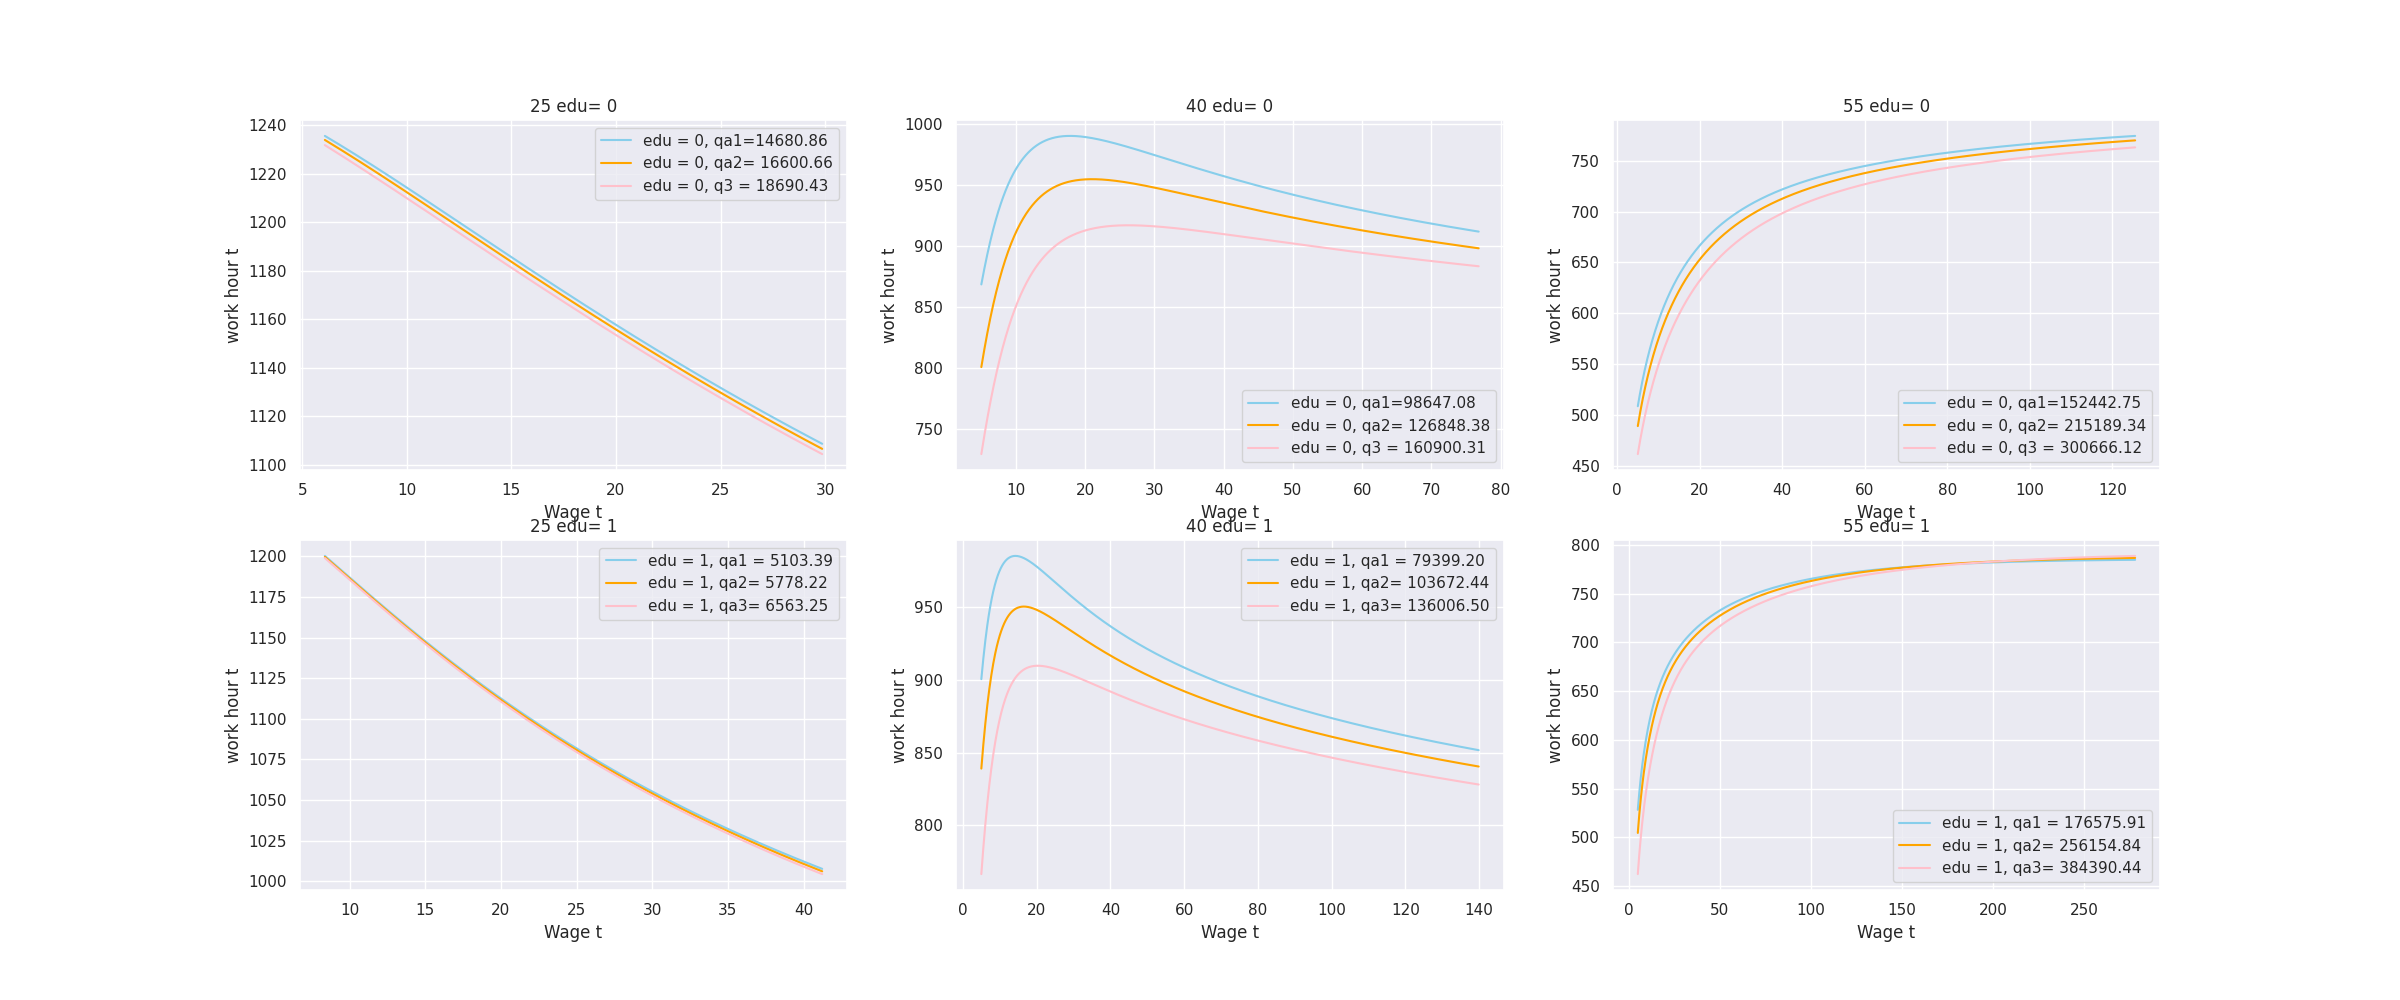 25 edu= 0
work hour t
1240
1220
1200
1180
1160
1140
1120
1100
edu = 0, qa1=14680.86
edu = 0, qa2= 16600.66
edu = 0, q3 = 18690.43
5 10 15 20 25 30
Wage t
40 edu= 0
work hour t
1000
950
900
850
800
750
edu = 0, qa1=98647.08
edu = 0, qa2= 126848.38
edu = 0, q3 = 160900.31
10 20 30 40 50 60 70 80
Wage t
55 edu= 0
work hour t
750
700
650
600
550
500
450
edu = 0, qa1=152442.75
edu = 0, qa2= 215189.34
edu = 0, q3 = 300666.12
0 20 40 60 80 100 120
Wage t
25 edu= 1
work hour t
1200
1175
1150
1125
1100
1075
1050
1025
1000
edu = 1, qa1 = 5103.39
edu = 1, qa2= 5778.22
edu = 1, qa3= 6563.25
10 15 20 25 30 35 40
Wage t
40 edu= 1
work hour t
950
900
850
800
edu = 1, qa1 = 79399.20
edu = 1, qa2= 103672.44
edu = 1, qa3= 136006.50
0 20 40 60 80 100 120 140
Wage t
55 edu= 1
work hour t
800
750
700
650
600
550
500
450
edu = 1, qa1 = 176575.91
edu = 1, qa2= 256154.84
edu = 1, qa3= 384390.44
0 50 100 150 200 250
Wage t